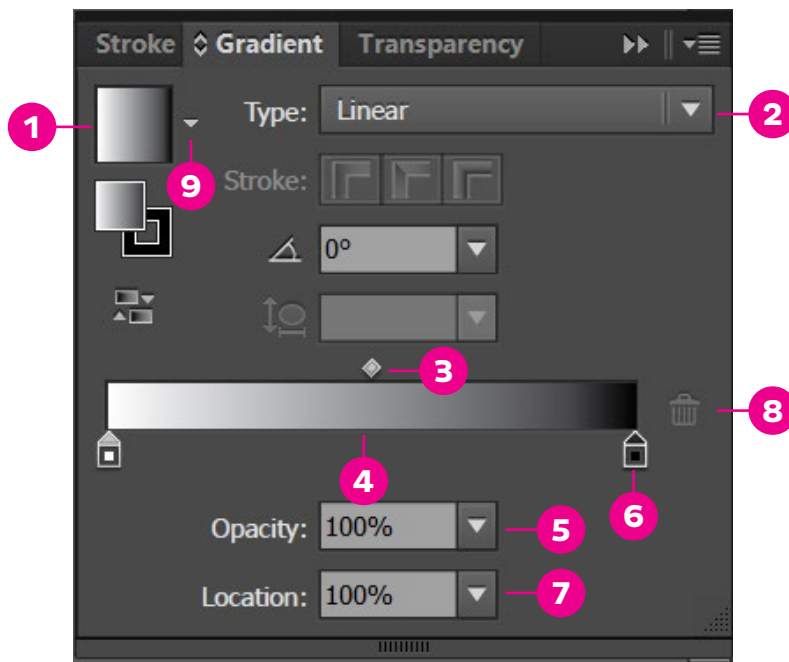 Stroke Gradient Transparency
1 Type: Linear 2
9 Stroke:
0°
3
8
4
6
Opacity: 100% 5
Location: 100% 7